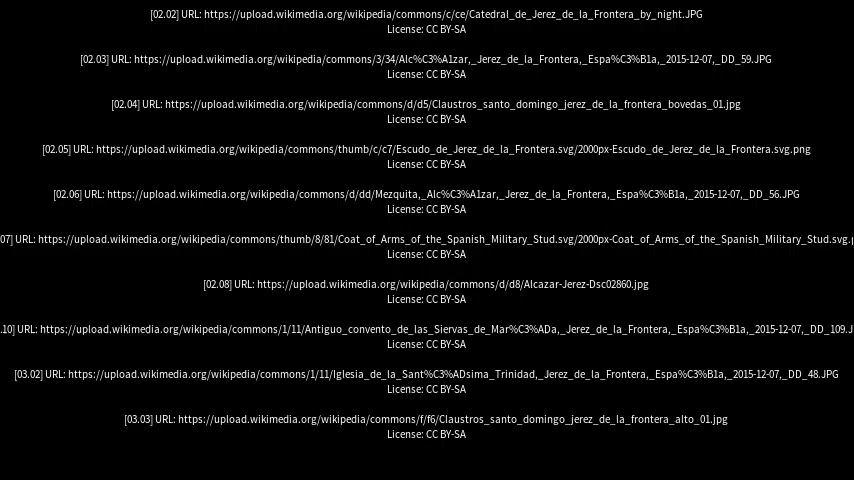 [02.02] URL: https://upload.wikimedia.org/wikipedia/commons/c/ce/Catedral_de_Jerez_de_la_Frontera_by_night.JPG
License: CC BY-SA
[02.03] URL: https://upload.wikimedia.org/wikipedia/commons/3/34/Alc%C3%A1zar,_Jerez_de_la_Frontera,_Espa%C3%B1a,_2015-12-07,_DD_59.JPG
License: CC BY-SA
[02.04] URL: https://upload.wikimedia.org/wikipedia/commons/d/d5/Claustros_santo_domingo_jerez_de_la_frontera_bovedas_01.jpg
License: CC BY-SA
[02.05] URL: https://upload.wikimedia.org/wikipedia/commons/thumb/c/c7/Escudo_de_Jerez_de_la_Frontera.svg/2000px-Escudo_de_Jerez_de_la_Frontera.svg.png
License: CC BY-SA
[02.06] URL: https://upload.wikimedia.org/wikipedia/commons/d/dd/Mezquita,_Alc%C3%A1zar,_Jerez_de_la_Frontera,_Espa%C3%B1a,_2015-12-07,_DD_56.JPG
License: CC BY-SA
07] URL: https://upload.wikimedia.org/wikipedia/commons/thumb/8/81/Coat_of_Arms_of_the_Spanish_Military_Stud.svg/2000px-Coat_of_Arms_of_the_Spanish_Military_Stud.svg.p
License: CC BY-SA
[02.08] URL: https://upload.wikimedia.org/wikipedia/commons/d/d8/Alcazar-Jerez-Dsc02860.jpg
License: CC BY-SA
.10] URL: https://upload.wikimedia.org/wikipedia/commons/1/11/Antiguo_convento_de_las_Siervas_de_Mar%C3%ADa,_Jerez_de_la_Frontera,_Espa%C3%B1a,_2015-12-07,_DD_109.J
License: CC BY-SA
[03.02] URL: https://upload.wikimedia.org/wikipedia/commons/1/11/Iglesia_de_la_Sant%C3%ADsima_Trinidad,_Jerez_de_la_Frontera,_Espa%C3%B1a,_2015-12-07,_DD_48.JPG
License: CC BY-SA
[03.03] URL: https://upload.wikimedia.org/wikipedia/commons/f/f6/Claustros_santo_domingo_jerez_de_la_frontera_alto_01.jpg
License: CC BY-SA